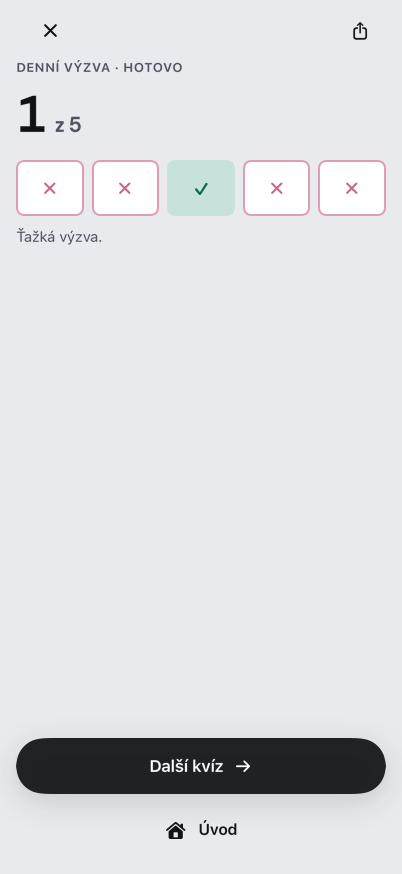 DENNÍ VÝZVA · HOTOVO
1 z 5
Ťažká výzva.
Další kvíz
Úvod